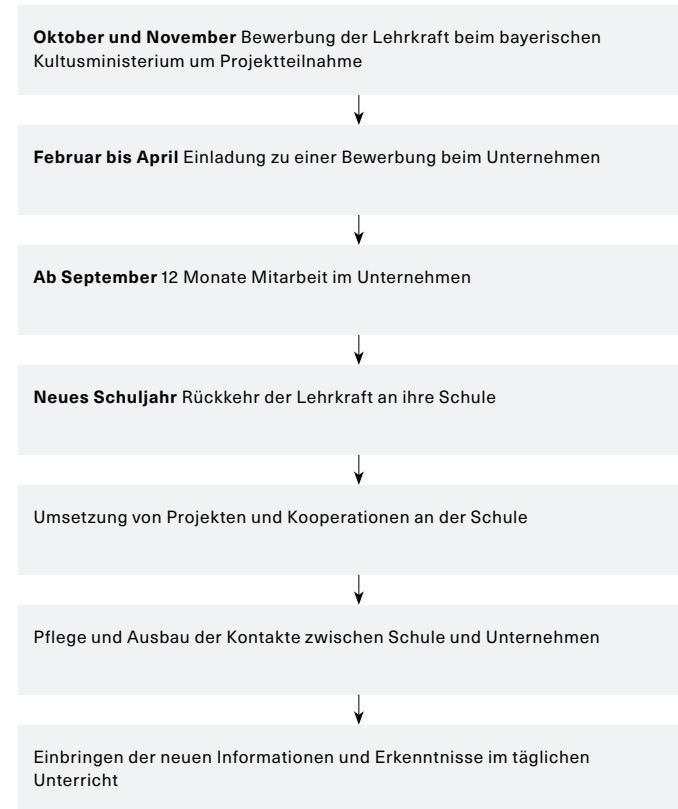 Oktober und November Bewerbung der Lehrkraft beim bayerischen
Kultusministerium um Projektteilnahme
Februar bis April Einladung zu einer Bewerbung beim Unternehmen
Ab September 12 Monate Mitarbeit im Unternehmen
Neues Schuljahr Rückkehr der Lehrkraft an ihre Schule
Umsetzung von Projekten und Kooperationen an der Schule
Pflege und Ausbau der Kontakte zwischen Schule und Unternehmen
Einbringen der neuen Informationen und Erkenntnisse im täglichen
Unterricht